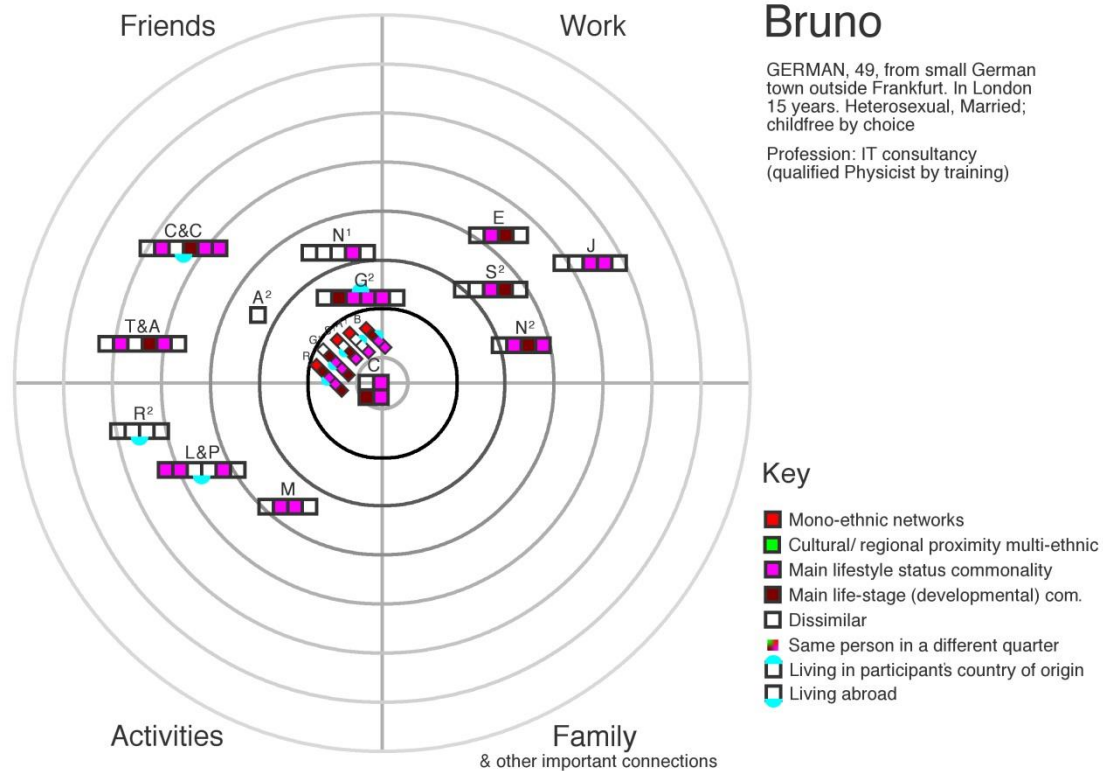 Friends
Work
Bruno
GERMAN, 49, from small German
town outside Frankfurt. In London
15 years. Heterosexual, Married;
childfree by choice
Profession: IT consultancy
(qualified Physicist by training)
C&C
N¹
E
J
G²
S²
A²
T&A
N²
B
R
C
R²
L&P
M
Key
Mono-ethnic networks
Cultural/ regional proximity multi-ethnic
Main lifestyle status commonality
Main life-stage (developmental) com.
Dissimilar
Same person in a different quarter
Living in participants country of origin
Living abroad
Activities
Family
& other important connections